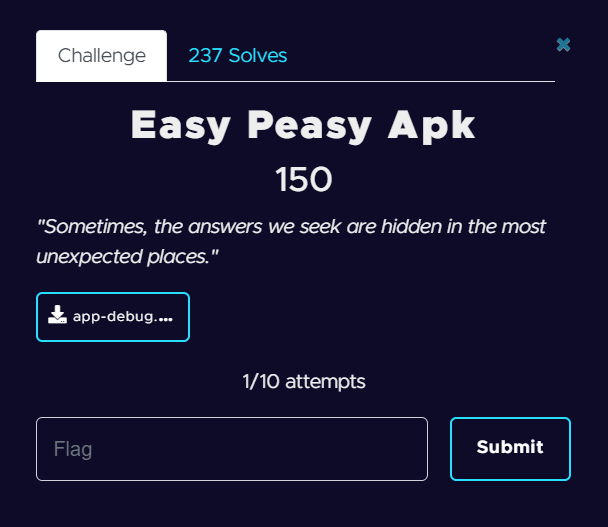 Challenge
237 Solves
Easy Peasy Apk
150
"Sometimes, the answers we seek are hidden in the most
unexpected places."
app-debug....
1/10 attempts
Flag
Submit